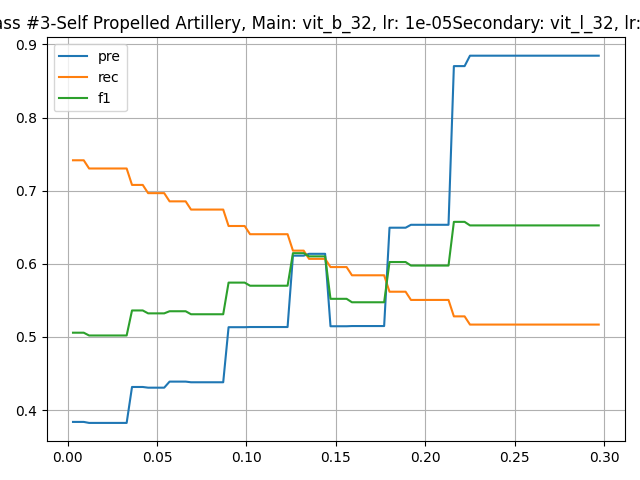 ass #3-Self Propelled Artillery, Main: vit_b_32, lr: 1e-05Secondary: vit_l_32, lr:
pre
rec
f1
0.9
0.8
0.7
0.6
0.5
0.4
0.00 0.05 0.10 0.15 0.20 0.25 0.30